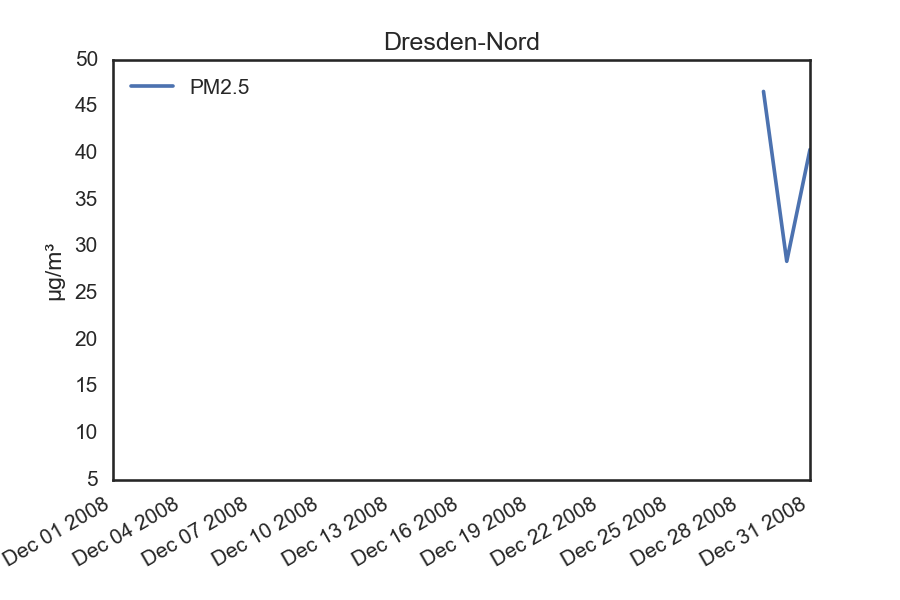 Dresden-Nord
PM2.5
µg/m³
50
45
40
35
30
25
20
15
10
5
Dec 01 2008
Dec 04 2008
Dec 07 2008
Dec 10 2008
Dec 13 2008
Dec 16 2008
Dec 19 2008
Dec 22 2008
Dec 25 2008
Dec 28 2008
Dec 31 2008